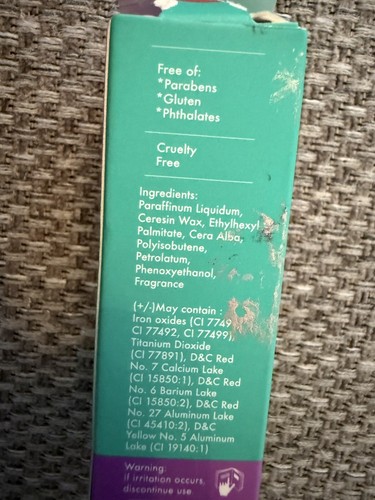 Free of:
*Parabens
*Gluten
*Phthalates
Cruelty
Free
Ingredients:
Paraffinum Liquidum,
Ceresin Wax, Ethylhexyl
Palmitate, Cera Alba,
Polyisobutene,
Petrolatum,
Phenoxyethanol,
Fragrance
(+/-)May contain :
Iron oxides (CI 7749
CI 77492, CI 77499),
Titanium Dioxide
(CI 77891), D&C Red
No. 7 Calcium Lake
(CI 15850:1), D&C Red
No. 6 Barium Lake
(CI 15850:2), D&C Red
No. 27 Aluminum Lake
(CI 45410:2), D&C
Yellow No. 5 Aluminum
Lake (CI 19140:1)
Warning:
If irritation occurs,
discontinue use